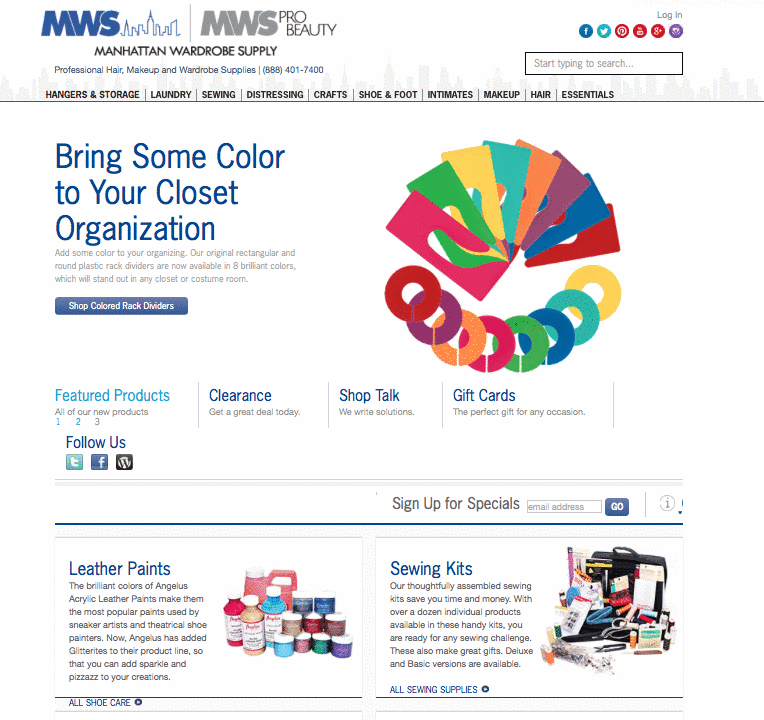 MWS
MWS PRO BEAUTY
MANHATTAN WARDROBE SUPPLY
Log In
Professional Hair, Makeup and Wardrobe Supplies | (888) 401-7400
Start typing to search...
HANGERS & STORAGE | LAUNDRY | SEWING | DISTRESSING | CRAFTS | SHOE & FOOT | INTIMATES | MAKEUP | HAIR | ESSENTIALS
Bring Some Color
to Your Closet
Organization
Add some color to your organizing. Our original rectangular and
round plastic rack dividers are now available in 8 brilliant colors,
which will stand out in any closet or costume room.
Shop Colored Rack Dividers
Featured Products
All of our new products
1 2 3
Clearance
Get a great deal today.
Shop Talk
We write solutions.
Gift Cards
The perfect gift for any occasion.
Follow Us
Sign Up for Specials
email address
GO
Leather Paints
The brilliant colors of Angelus
Acrylic Leather Paints make them
the most popular paints used by
sneaker artists and theatrical shoe
painters. Now, Angelus has added
Glitterites to their product line, so
that you can add sparkle and
pizzazz to your creations.
ALL SHOE CARE
Sewing Kits
Our thoughtfully assembled sewing
kits save you time and money. With
over a dozen individual products
available in these handy kits, you
are ready for any sewing challenge.
These also make great gifts. Deluxe
and Basic versions are available.
ALL SEWING SUPPLIES